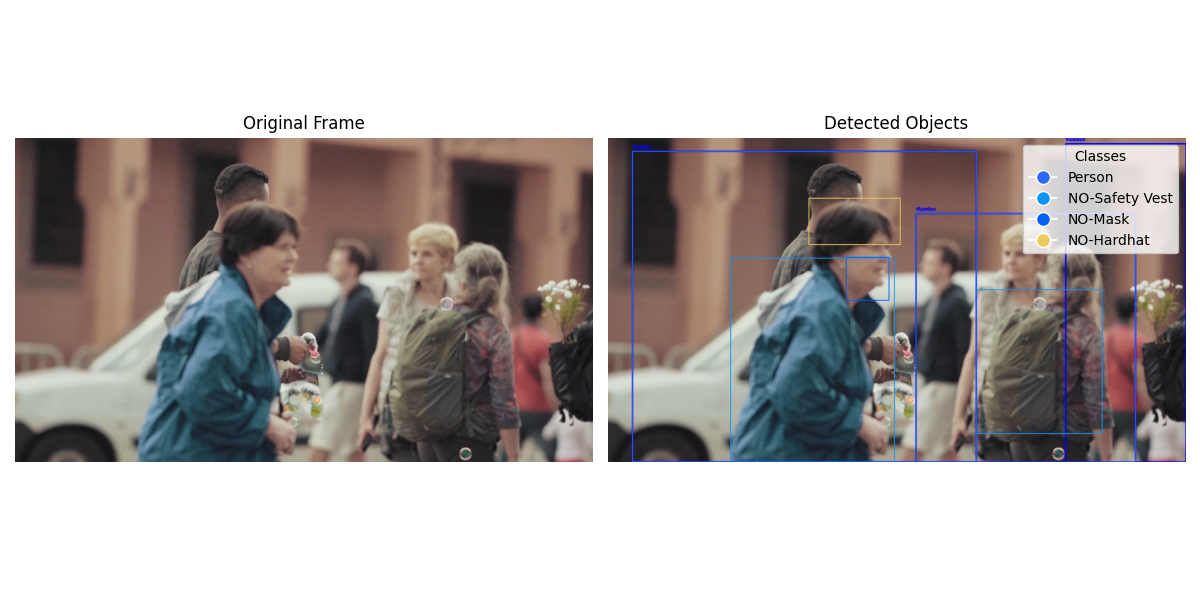 Original Frame
Detected Objects
Classes
Person
NO-Safety Vest
NO-Mask
NO-Hardhat